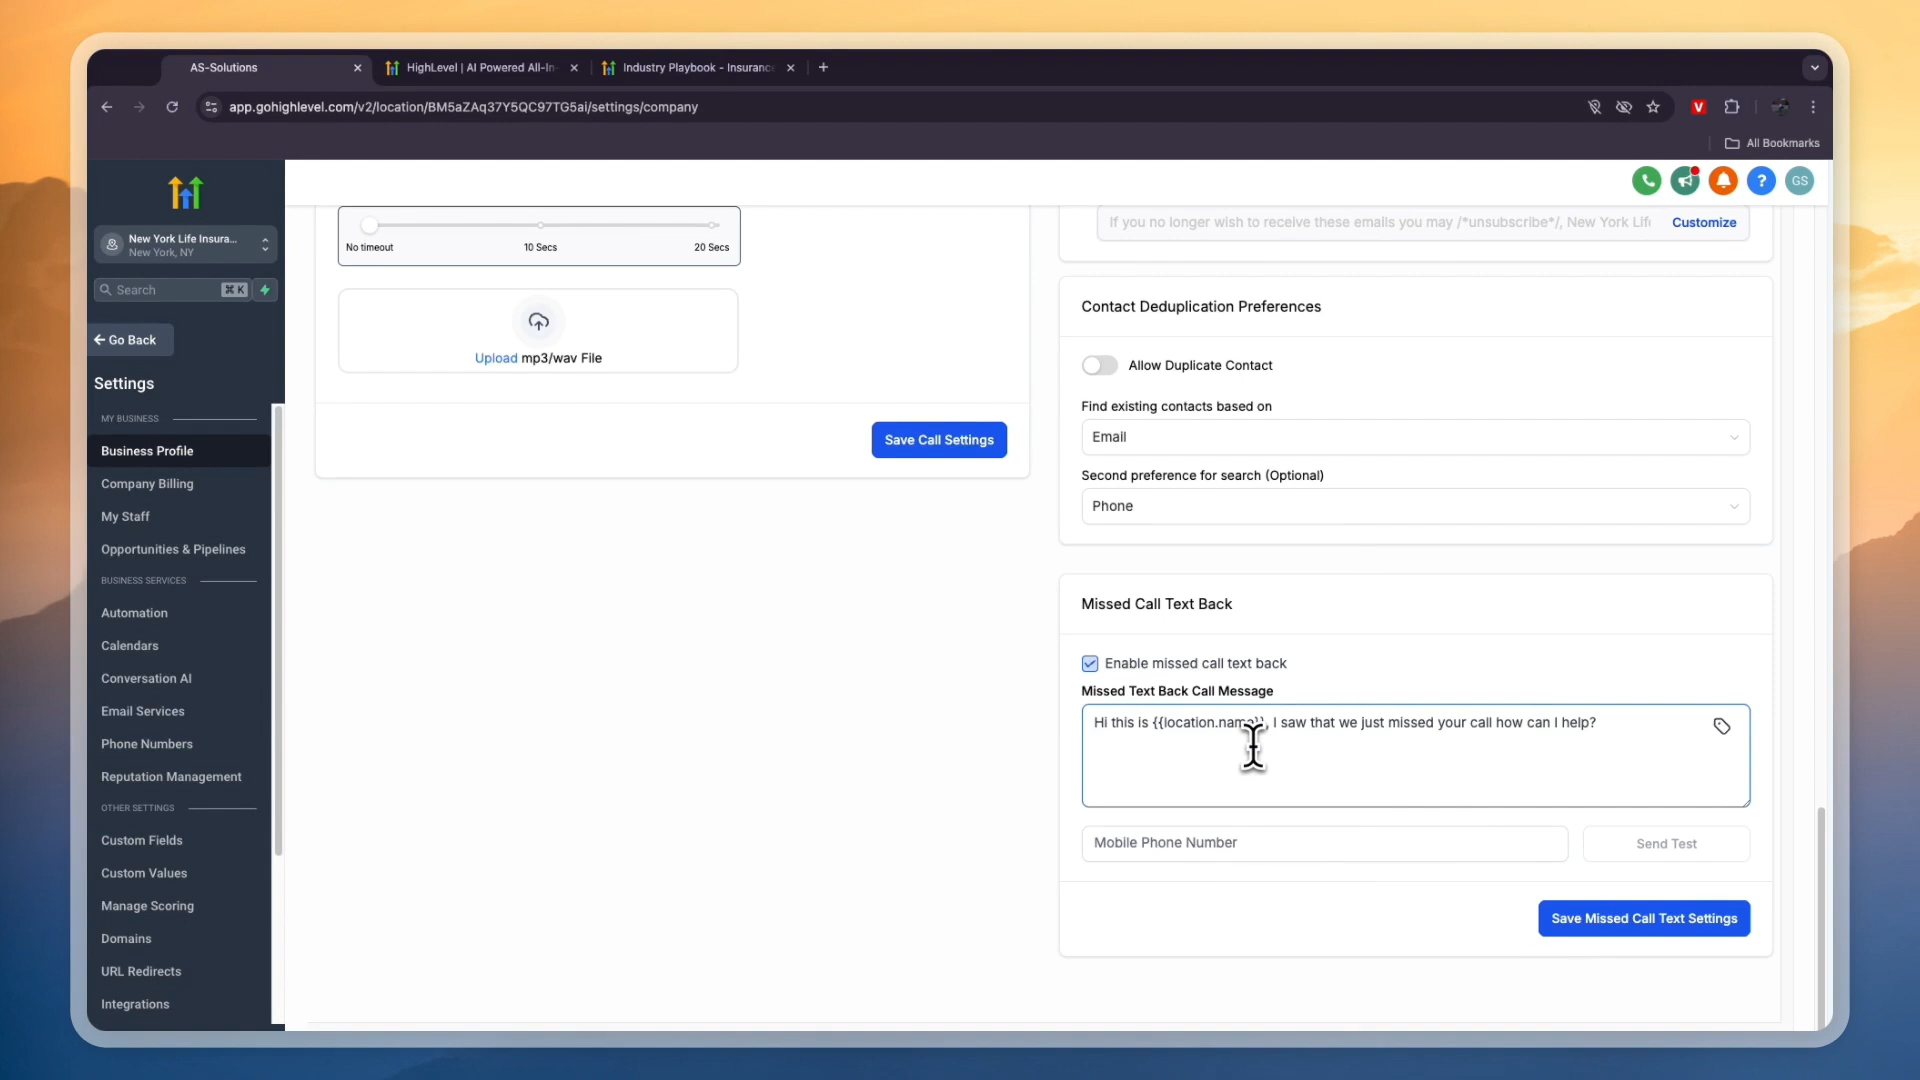 AS-Solutions
HighLevel | AI Powered All-In-
Industry Playbook - Insurance
app.gohighlevel.com/v2/location/BM5aZAq37Y5QC97TG5ai/settings/company
V
All Bookmarks
GS
New York Life Insura...
New York, NY
Search
⌘ K
Go Back
Settings
MY BUSINESS
Business Profile
Company Billing
My Staff
Opportunities & Pipelines
BUSINESS SERVICES
Automation
Calendars
Conversation AI
Email Services
Phone Numbers
Reputation Management
OTHER SETTINGS
Custom Fields
Custom Values
Manage Scoring
Domains
URL Redirects
Integrations
No timeout
10 Secs
20 Secs
Upload mp3/wav File
Save Call Settings
If you no longer wish to receive these emails you may /*unsubscribe*/, New York Life
Customize
Contact Deduplication Preferences
Allow Duplicate Contact
Find existing contacts based on
Email
Second preference for search (Optional)
Phone
Missed Call Text Back
Enable missed call text back
Missed Text Back Call Message
Hi this is {{location.name}}, I saw that we just missed your call how can I help?
Mobile Phone Number
Send Test
Save Missed Call Text Settings